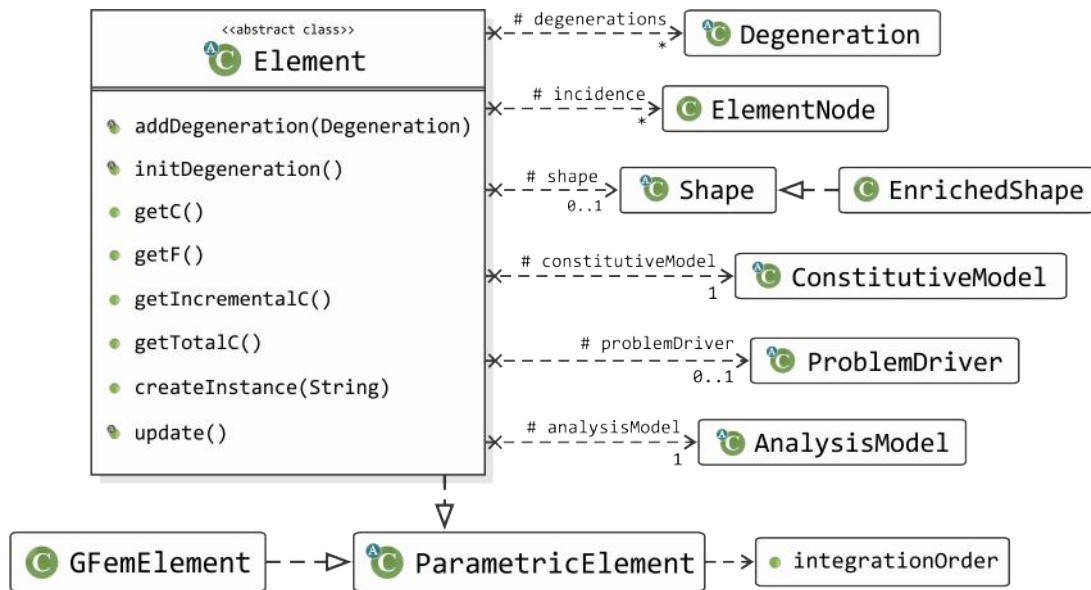 <<abstract class>>
A C Element
addDegeneration(Degeneration)
initDegeneration()
getC()
getF()
getIncrementalC()
getTotalC()
createInstance(String)
update()
# degenerations
*
A C Degeneration
# incidence
*
C ElementNode
# shape
0..1
A C Shape
C EnrichedShape
# constitutiveModel
1
A C ConstitutiveModel
# problemDriver
0..1
A C ProblemDriver
# analysisModel
1
A C AnalysisModel
C GFemElement
A C ParametricElement
integrationOrder